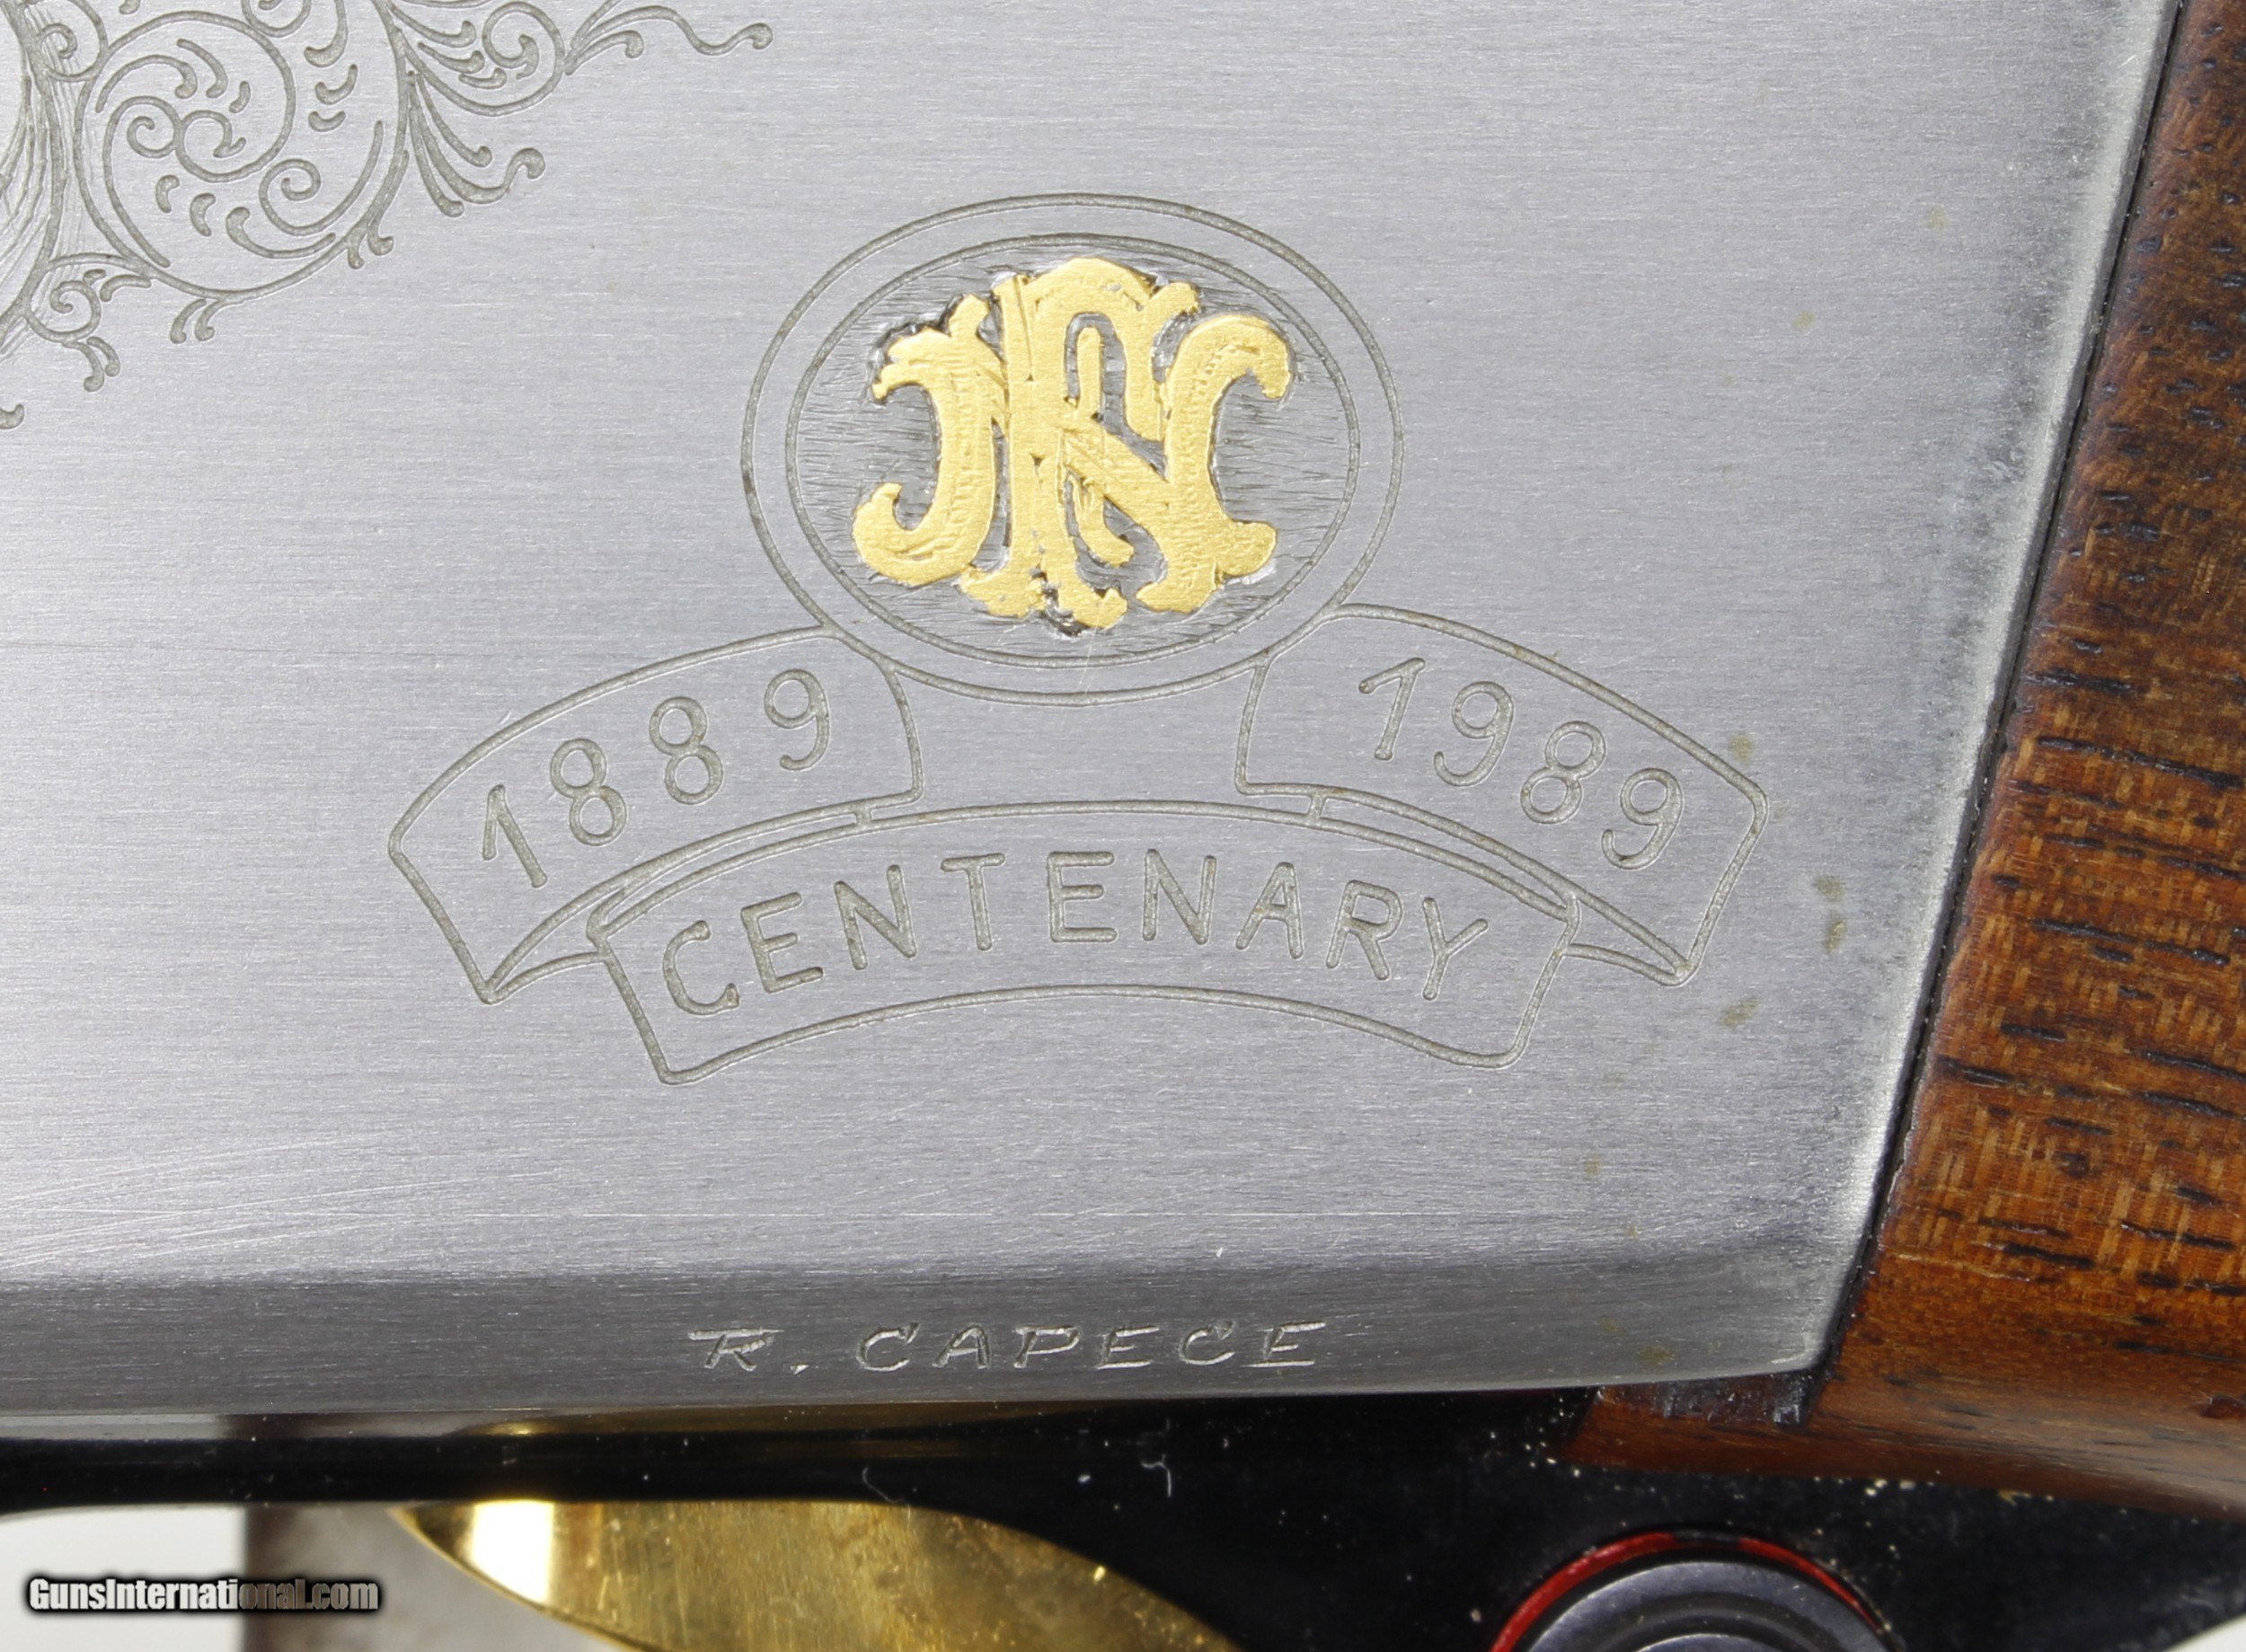 FN
1889 1989
CENTENARY
R. CAPECE
GunsInternational.com